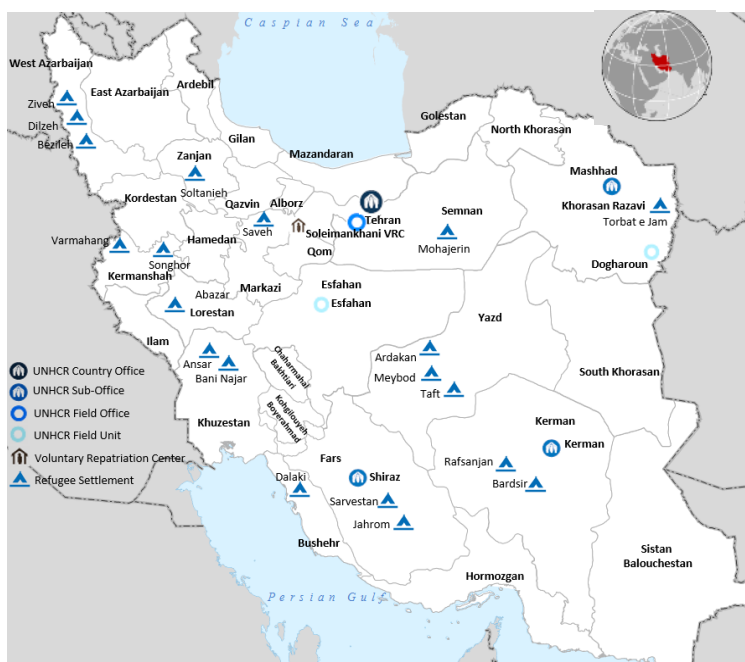 Caspian Sea
West Azarbaijan
East Azarbaijan
Ardebil
Ziveh
Dilzeh
Bezileh
Gilan
Golestan
North Khorasan
Mazandaran
Zanjan
Soltanieh
Mashhad
Khorasan Razavi
Torbat e Jam
Kordestan
Qazvin
Alborz
Semnan
Tehran
Saveh
Soleimankhani VRC
Mohajerin
Varmahang
Hamedan
Qom
Songhor
Kermanshah
Dogharoun
Markazi
Esfahan
Esfahan
Abazar
Lorestan
Yazd
Ilam
Ardakan
Chaharmahal
Bakhtiari
Ansar
Bani Najar
Meybod
Taft
South Khorasan
UNHCR Country Office
UNHCR Sub-Office
UNHCR Field Office
UNHCR Field Unit
Voluntary Repatriation Center
Refugee Settlement
Kohgilouyeh
Boyerahmad
Khuzestan
Kerman
Kerman
Fars
Rafsanjan
Dalaki
Shiraz
Bardsir
Sarvestan
Jahrom
Bushehr
Sistan
Balouchestan
Hormozgan
Persian Gulf